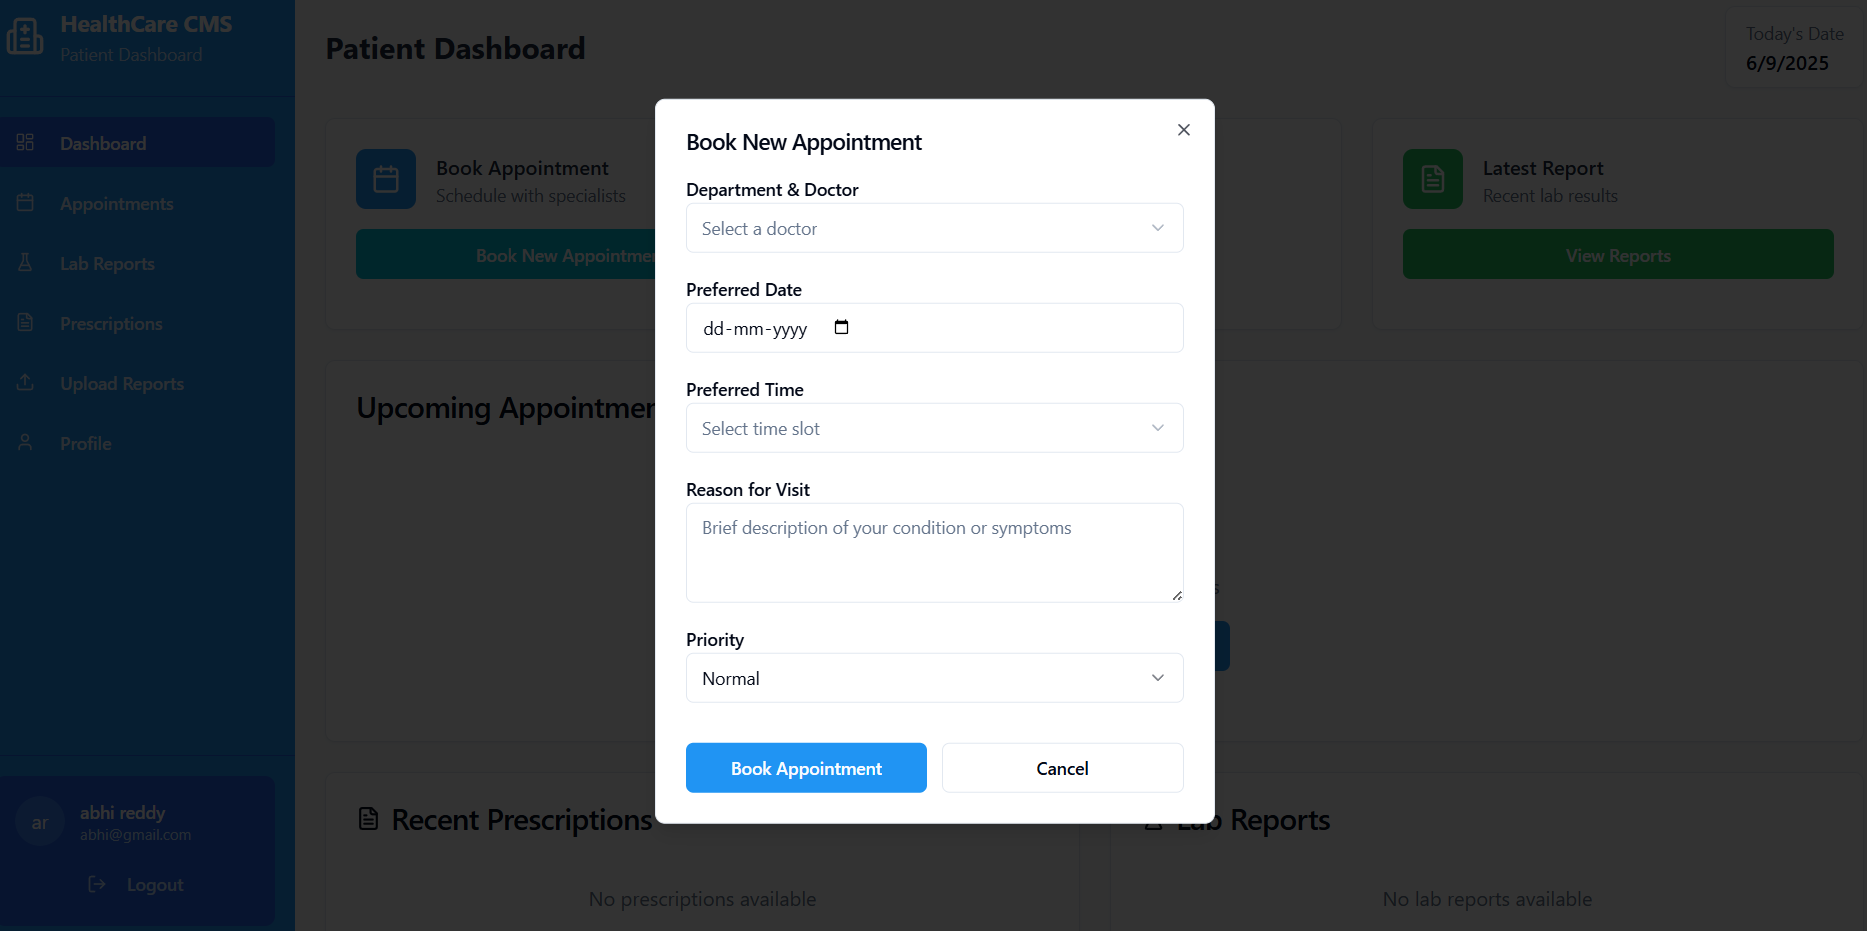 HealthCare CMS
Patient Dashboard
Dashboard
Appointments
Lab Reports
Prescriptions
Upload Reports
Profile
ar
abhi reddy
abhi@gmail.com
Logout
Patient Dashboard
Today's Date
6/9/2025
Book Appointment
Schedule with specialists
Book New Appointmen
Latest Report
Recent lab results
View Reports
Upcoming Appointmen
Book New Appointment
Department & Doctor
Select a doctor
Preferred Date
dd-mm-yyyy
Preferred Time
Select time slot
Reason for Visit
Brief description of your condition or symptoms
Priority
Normal
Book Appointment
Cancel
s
Recent Prescriptions
No prescriptions available
Lab Reports
No lab reports available